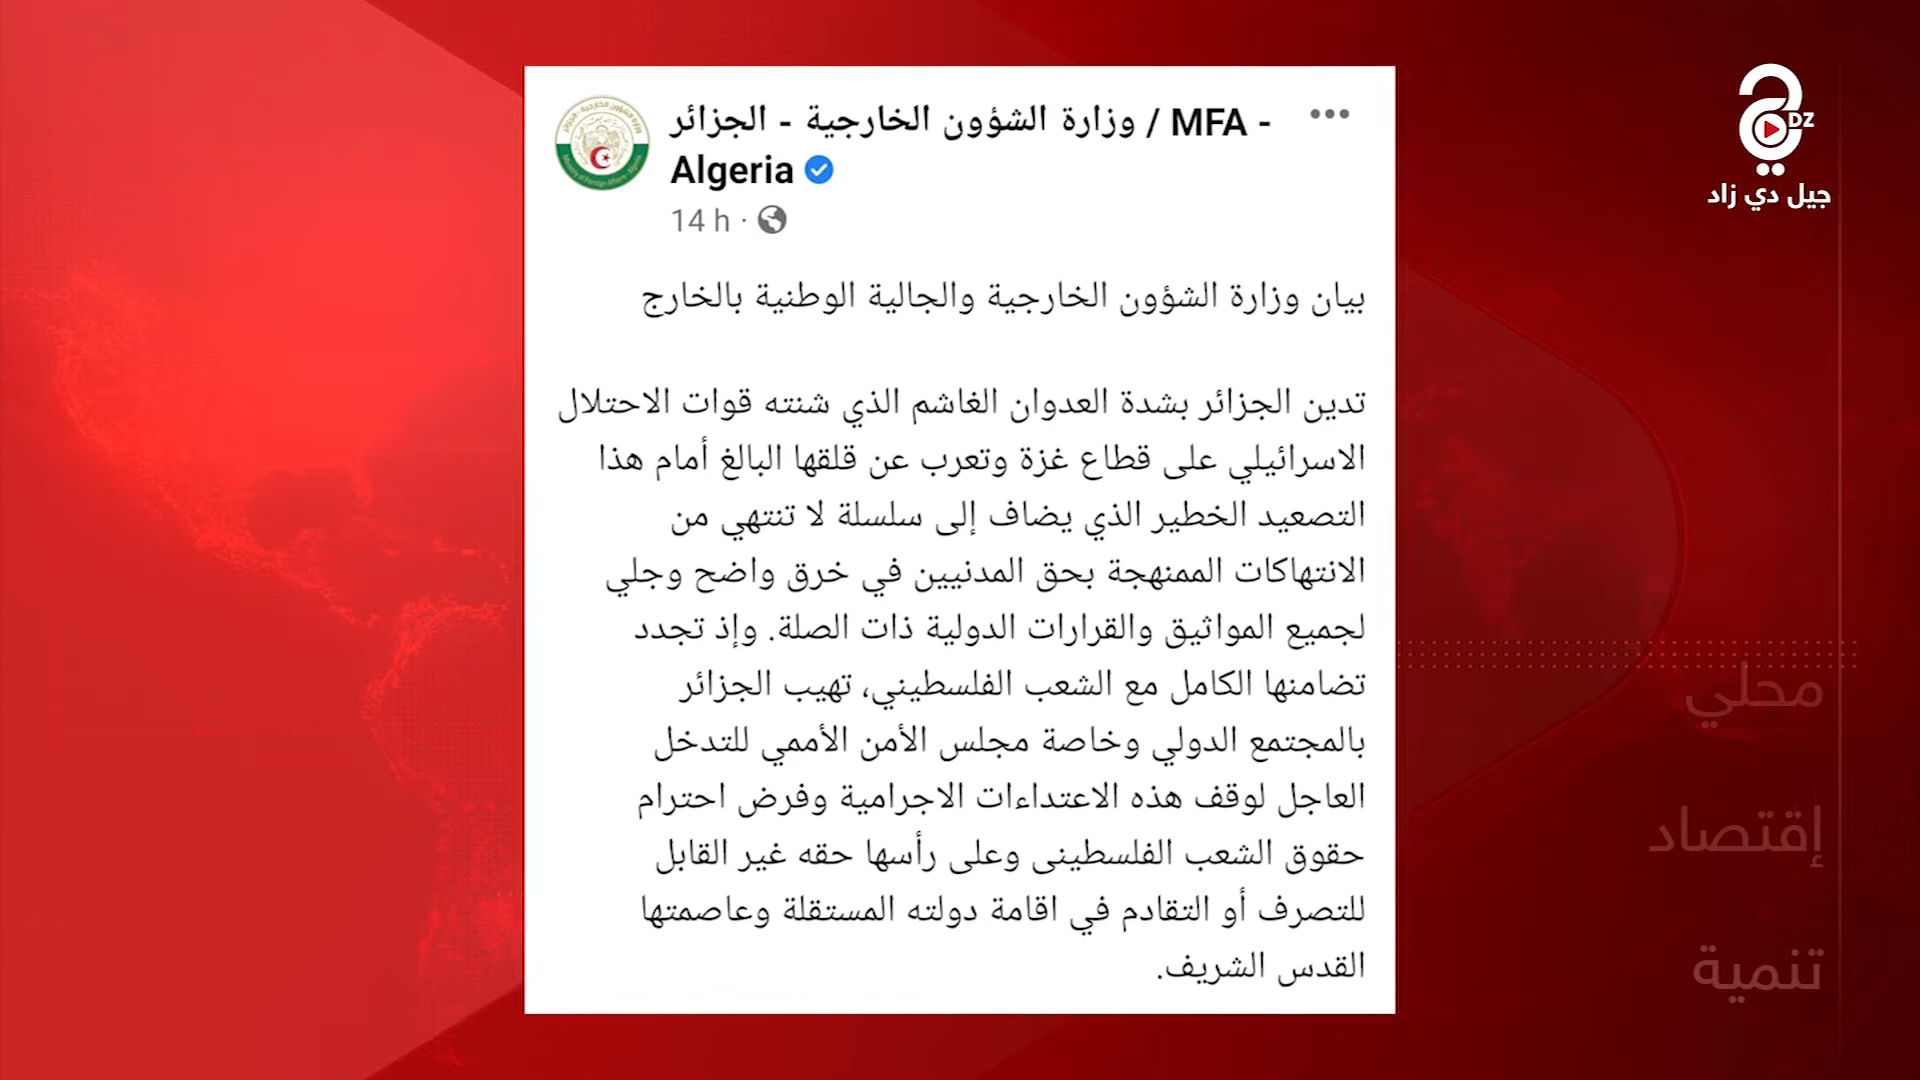 وزارة الشؤون الخارجية - الجزائر / MFA -
Algeria
14 h ·
بيان وزارة الشؤون الخارجية والجالية الوطنية بالخارج
تدين الجزائر بشدة العدوان الغاشم الذي شنته قوات الاحتلال
الاسرائيلي على قطاع غزة وتعرب عن قلقها البالغ أمام هذا
التصعيد الخطير الذي يضاف إلى سلسلة لا تنتهي من
الانتهاكات الممنهجة بحق المدنيين في خرق واضح وجلي
لجميع المواثيق والقرارات الدولية ذات الصلة. وإذ تجدد
تضامنها الكامل مع الشعب الفلسطيني، تهيب الجزائر
بالمجتمع الدولي وخاصة مجلس الأمن الأممي للتدخل
العاجل لوقف هذه الاعتداءات الاجرامية وفرض احترام
حقوق الشعب الفلسطينى وعلى رأسها حقه غير القابل
للتصرف أو التقادم في اقامة دولته المستقلة وعاصمتها
القدس الشريف.
DZ
جيل دي زاد
محلي
إقتصاد
تنمية